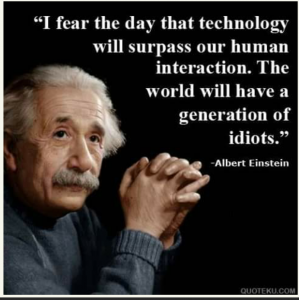 “I fear the day that technology
will surpass our human
interaction. The
world will have a
generation of
idiots.”
-Albert Einstein
QUOTEKU.COM